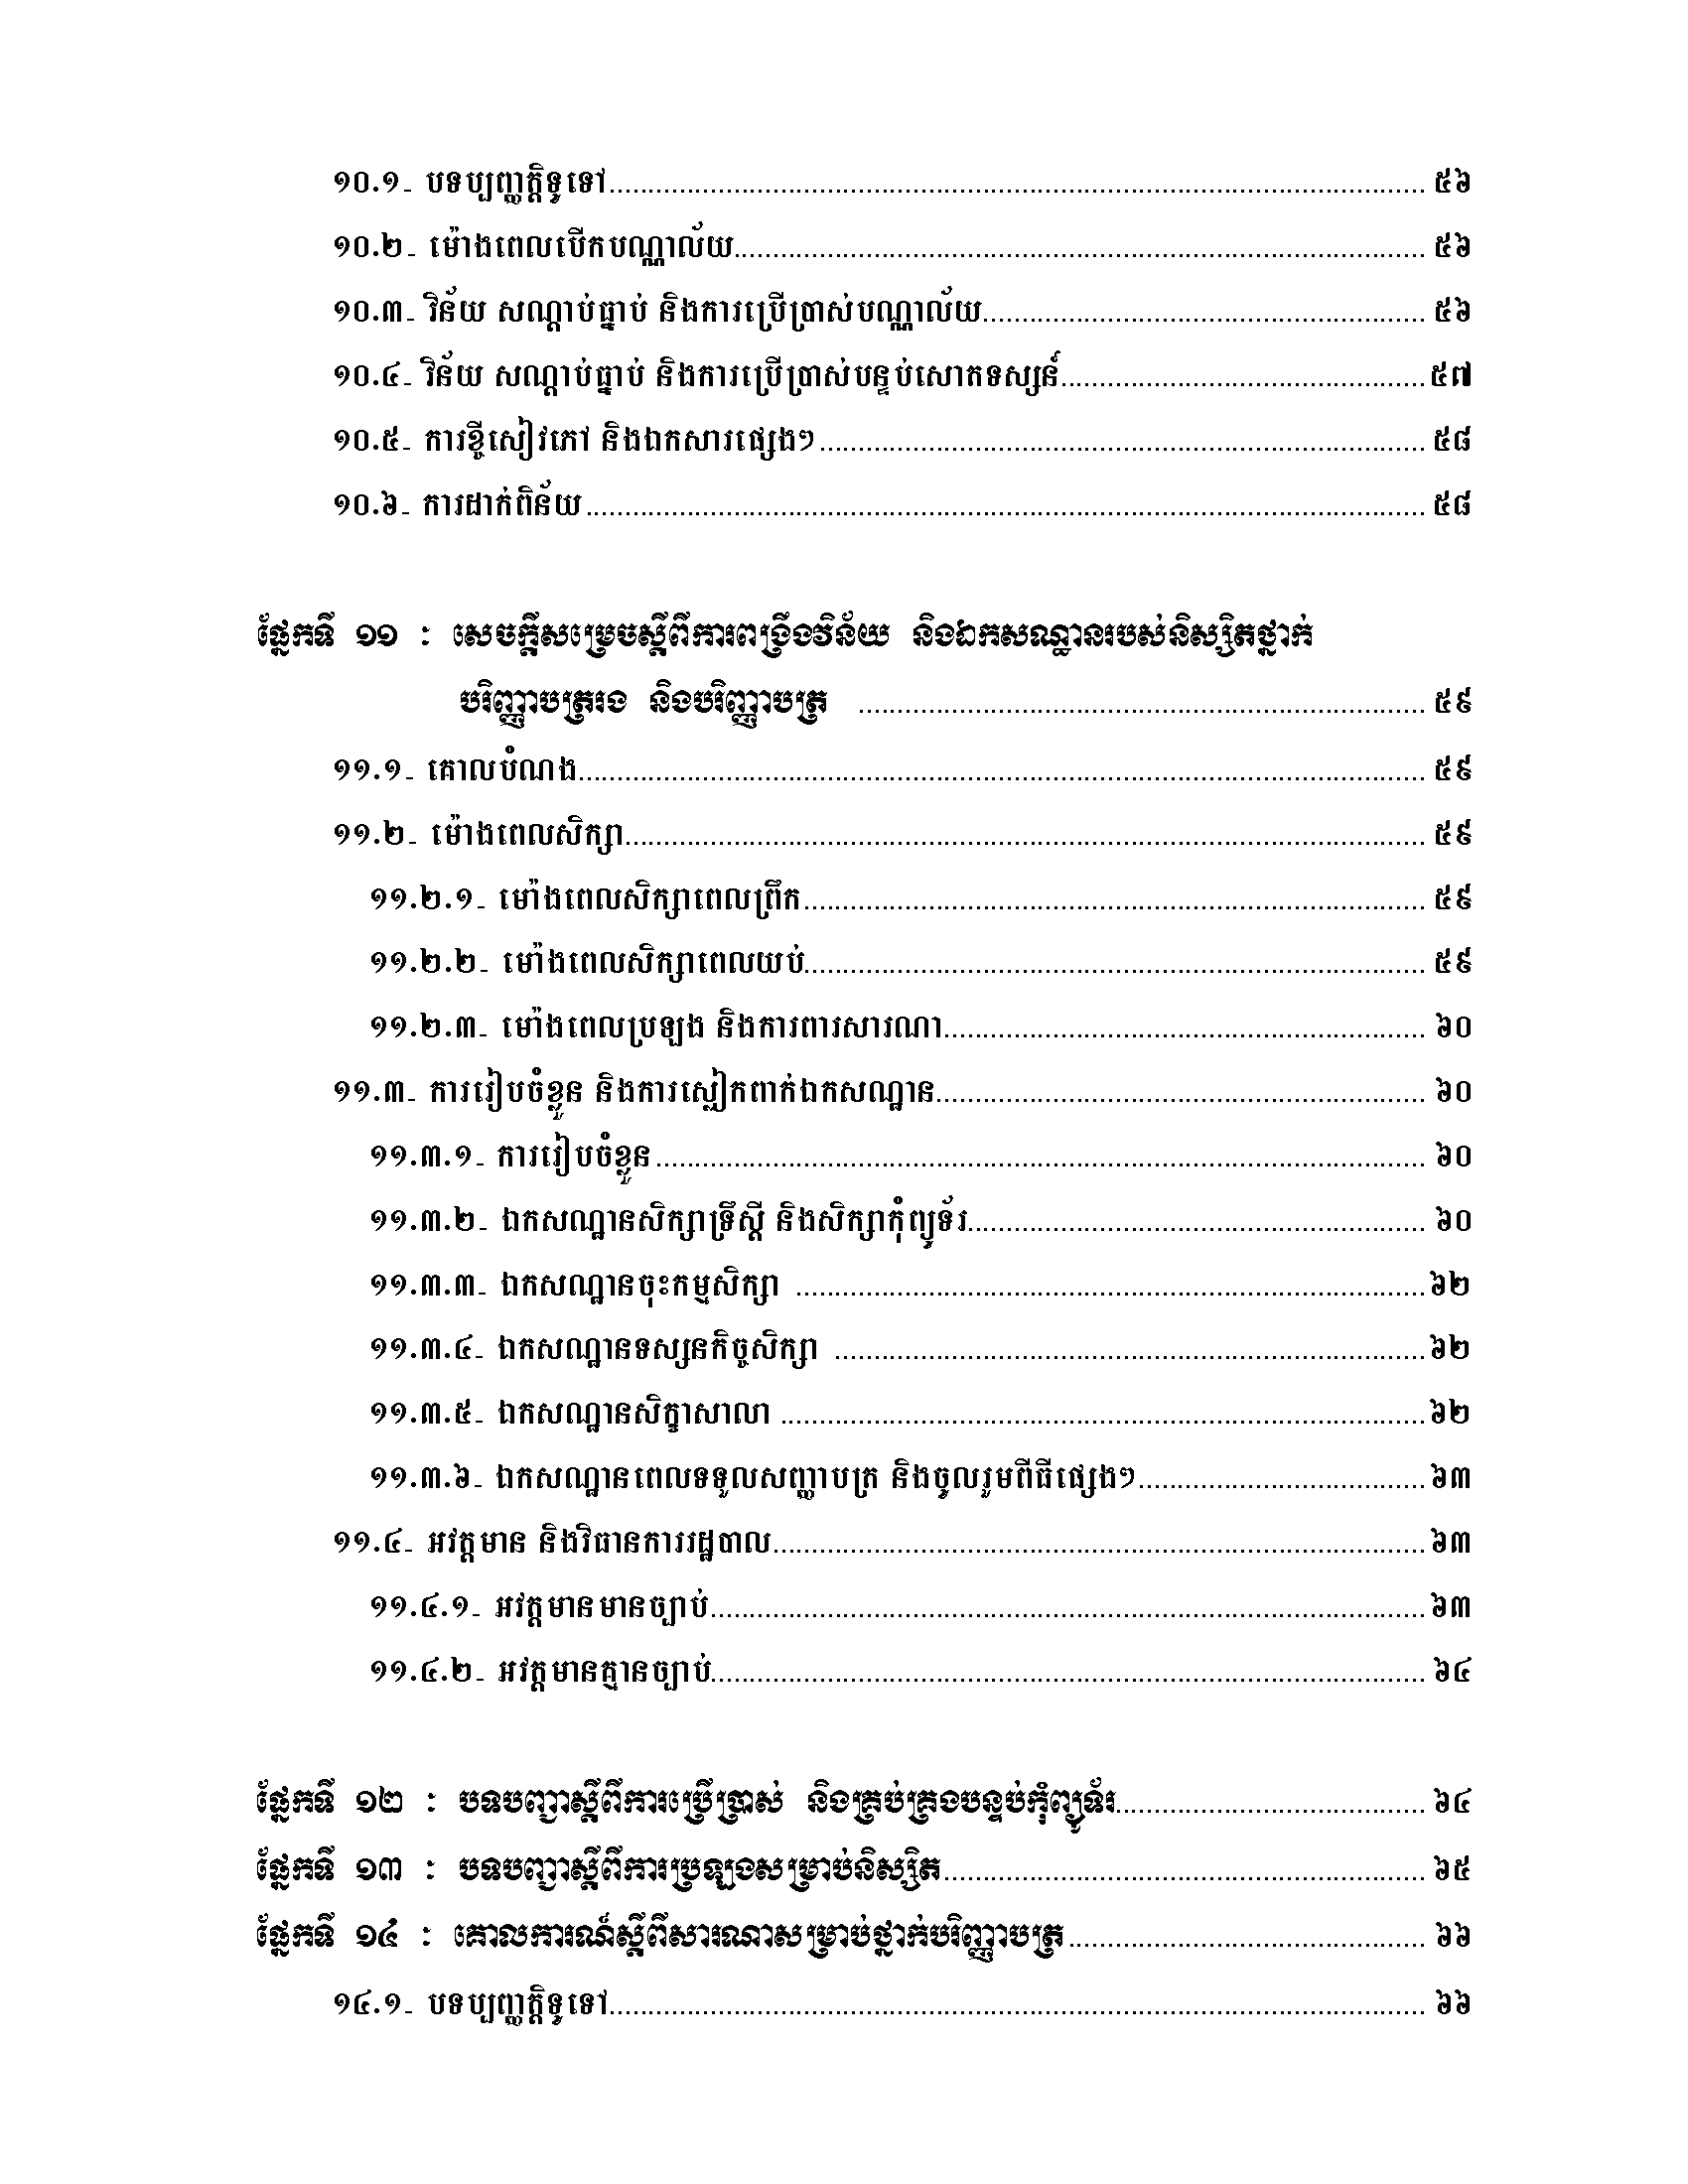 ១០.១- បទប្បញ្ញត្តិទូទៅ........................................ ៥៦
១០.២- ម៉ោងពេលបើកបណ្ណាល័យ........................................ ៥៦
១០.៣- វិន័យ សណ្តាប់ធ្នាប់ និងការប្រើប្រាស់បណ្ណាល័យ........................................ ៥៦
១០.៤- វិន័យ សណ្តាប់ធ្នាប់ និងការប្រើប្រាស់បន្ទប់សោតទស្សន៍........................................ ៥៧
១០.៥- ការខ្ចីសៀវភៅ និងឯកសារផ្សេងៗ........................................ ៥៨
១០.៦- ការដាក់ពិន័យ........................................ ៥៨
ផ្នែកទី ១១ : សេចក្តីសម្រេចស្តីពីការពង្រឹងវិន័យ និងឯកសណ្ឋានរបស់និស្សិតថ្នាក់
បរិញ្ញាបត្ររង និងបរិញ្ញាបត្រ ........................................ ៥៩
១១.១- គោលបំណង........................................ ៥៩
១១.២- ម៉ោងពេលសិក្សា........................................ ៥៩
១១.២.១- មោ៉ងពេលសិក្សាពេលព្រឹក........................................ ៥៩
១១.២.២- មោ៉ងពេលសិក្សាពេលយប់........................................ ៥៩
១១.២.៣- មោ៉ងពេលប្រឡង និងការពារសារណា........................................ ៦០
១១.៣- ការរៀបចំខ្លួន និងការស្លៀកពាក់ឯកសណ្ឋាន........................................ ៦០
១១.៣.១- ការរៀបចំខ្លួន........................................ ៦០
១១.៣.២- ឯកសណ្ឋានសិក្សាទ្រឹស្តី និងសិក្សាកុំព្យូទ័រ........................................ ៦០
១១.៣.៣- ឯកសណ្ឋានចុះកម្មសិក្សា ........................................ ៦២
១១.៣.៤- ឯកសណ្ឋានទស្សនកិច្ចសិក្សា ........................................ ៦២
១១.៣.៥- ឯកសណ្ឋានសិក្ខាសាលា ........................................ ៦២
១១.៣.៦- ឯកសណ្ឋានពេលទទួលសញ្ញាបត្រ និងចូលរួមពីធីផ្សេងៗ........................................ ៦៣
១១.៤- អវត្តមាន និងវិធានការរដ្ឋបាល........................................ ៦៣
១១.៤.១- អវត្តមានមានច្បាប់........................................ ៦៣
១១.៤.២- អវត្តមានគ្មានច្បាប់........................................ ៦៤
ផ្នែកទី ១២ : បទបញ្ជាស្តីពីការប្រើប្រាស់ និងគ្រប់គ្រងបន្ទប់កុំព្យូទ័រ........................................ ៦៤
ផ្នែកទី ១៣ : បទបញ្ជាស្តីពីការប្រឡងសម្រាប់និស្សិត........................................ ៦៥
ផ្នែកទី ១៤ : គោលការណ៍ស្តីពីសារណាសម្រាប់ថ្នាក់បរិញ្ញាបត្រ........................................ ៦៦
១៤.១- បទប្បញ្ញត្តិទូទៅ........................................ ៦៦